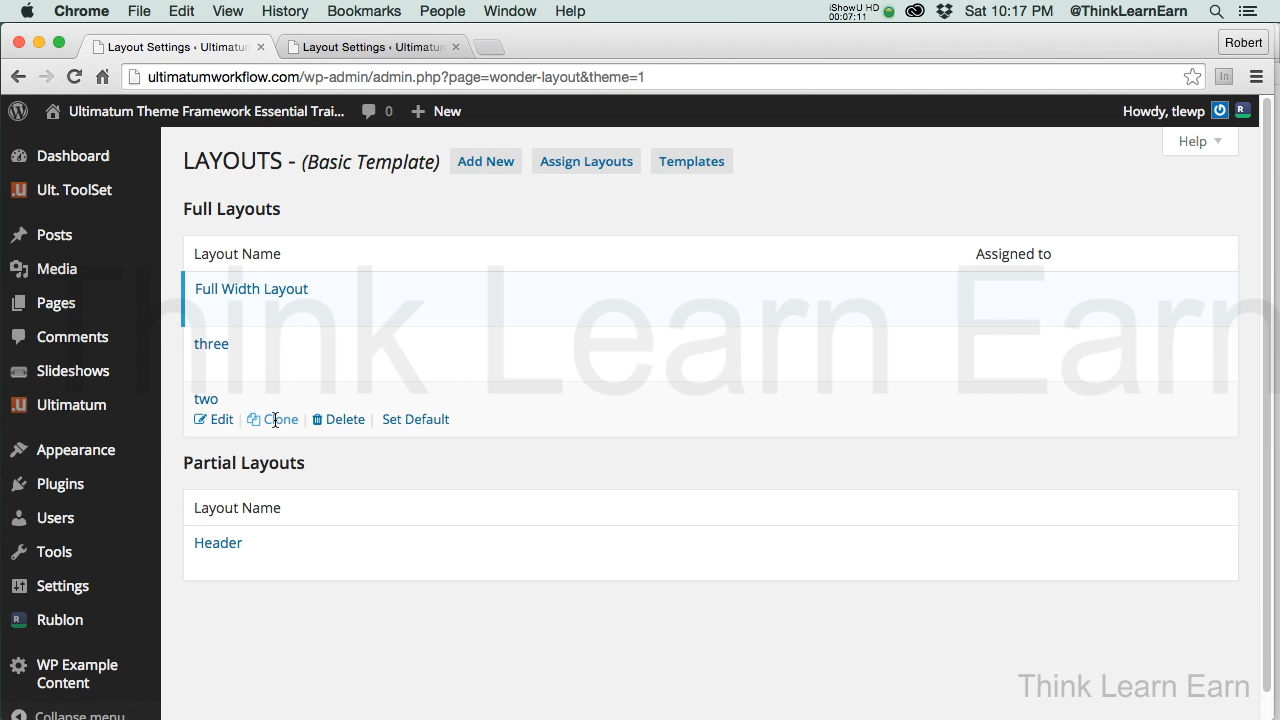 Chrome File Edit View History Bookmarks People Window Help iShowU HD 00:07:11 Sat 10:17 PM @ThinkLearnEarn
Layout Settings ‹ Ultimatum Layout Settings ‹ Ultimatum Robert
ultimatumworkflow.com/wp-admin/admin.php?page=wonder-layout&theme=1
Ultimatum Theme Framework Essential Trai... 0 New Howdy, tlewp
Help
LAYOUTS - (Basic Template) Add New Assign Layouts Templates
Dashboard
Ult. ToolSet
Posts
Media
Pages
Comments
Slideshows
Ultimatum
Appearance
Plugins
Users
Tools
Settings
Rublon
WP Example
Content
Collapse menu
Full Layouts
Layout Name Assigned to
Full Width Layout
three
two
Edit | Clone | Delete | Set Default
Partial Layouts
Layout Name
Header
Think Learn Earn
Think Learn Earn